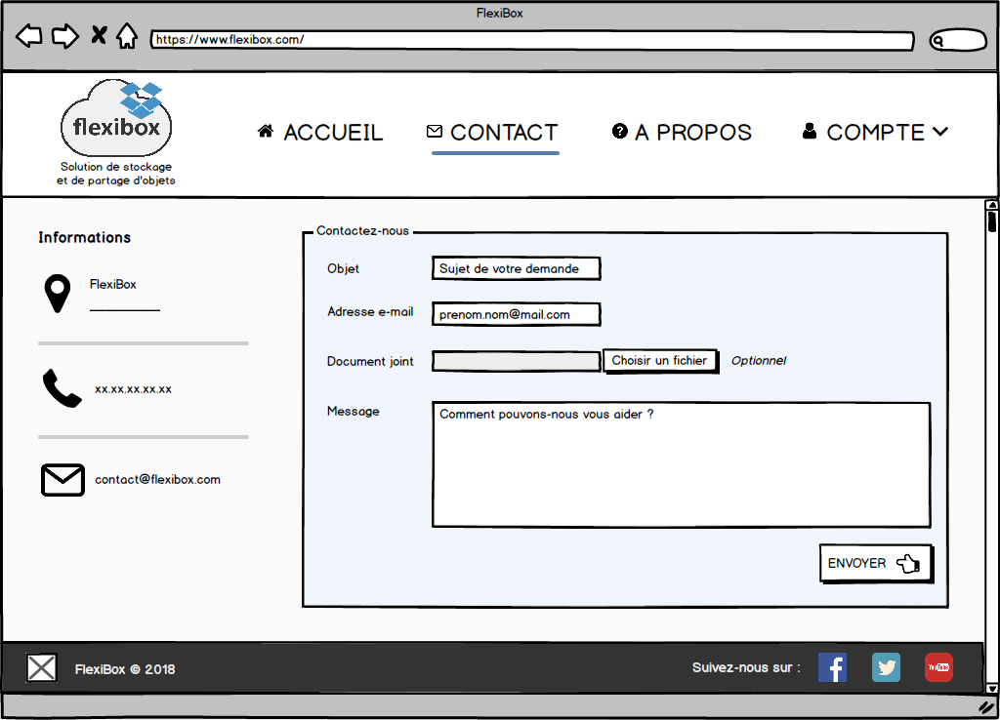 FlexiBox
https://www.flexibox.com/
flexibox
Solution de stockage
et de partage d'objets
ACCUEIL
CONTACT
A PROPOS
COMPTE
Informations
FlexiBox
xx.xx.xx.xx.xx
contact@flexibox.com
Contactez-nous
Objet
Sujet de votre demande
Adresse e-mail
prenom.nom@mail.com
Document joint
Choisir un fichier
Optionnel
Message
Comment pouvons-nous vous aider ?
ENVOYER
FlexiBox © 2018
Suivez-nous sur :
YouTube